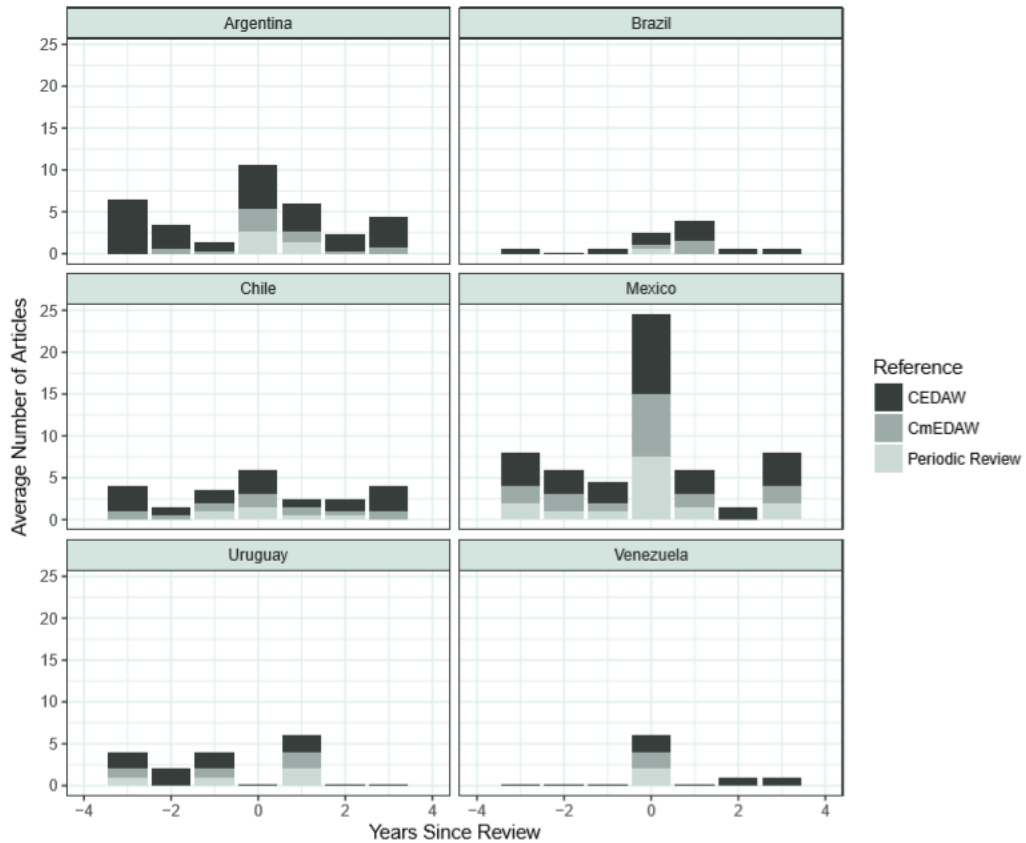 Argentina
Brazil
25
20
15
10
5
0
Chile
Mexico
25
20
15
10
5
0
Uruguay
Venezuela
25
20
15
10
5
0
−4 −2 0 2 4 −4 −2 0 2 4
Years Since Review
Average Number of Articles
Reference
CEDAW
CmEDAW
Periodic Review